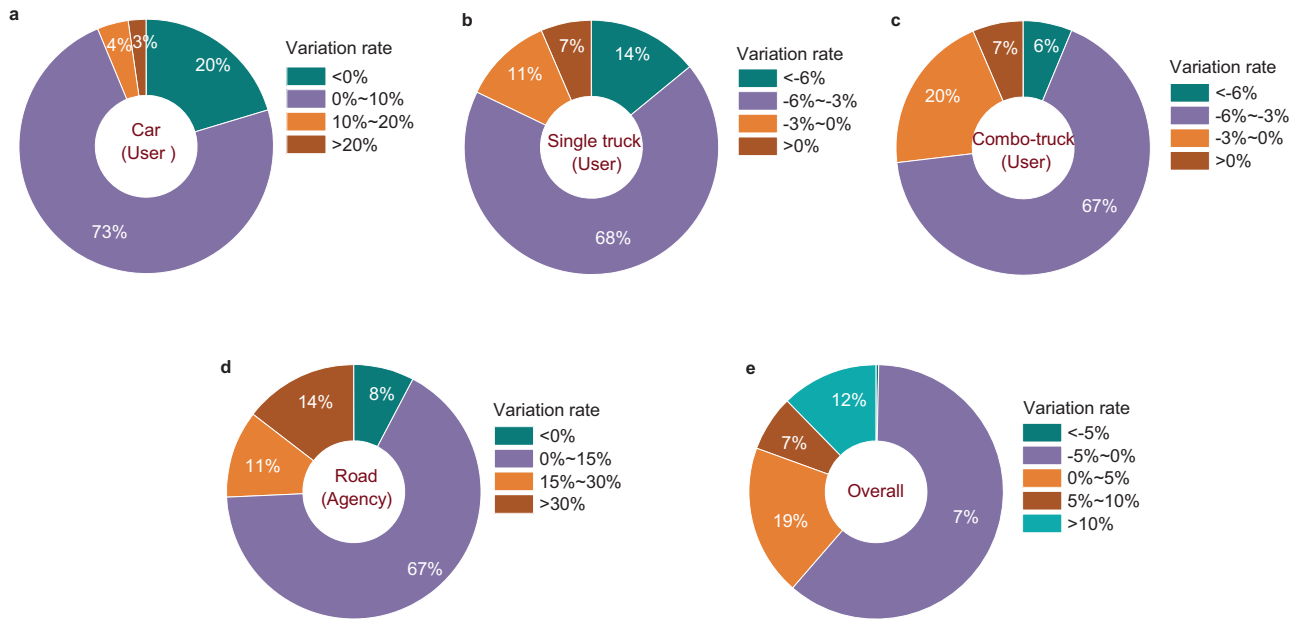 a
4%
3%
20%
73%
Car
(User )
Variation rate
<0%
0%~10%
10%~20%
>20%
b
7%
14%
11%
68%
Single truck
(User)
Variation rate
<-6%
-6%~-3%
-3%~0%
>0%
c
7%
6%
20%
67%
Combo-truck
(User)
Variation rate
<-6%
-6%~-3%
-3%~0%
>0%
d
14%
8%
11%
67%
Road
(Agency)
Variation rate
<0%
0%~15%
15%~30%
>30%
e
12%
7%
19%
7%
Overall
Variation rate
<-5%
-5%~0%
0%~5%
5%~10%
>10%